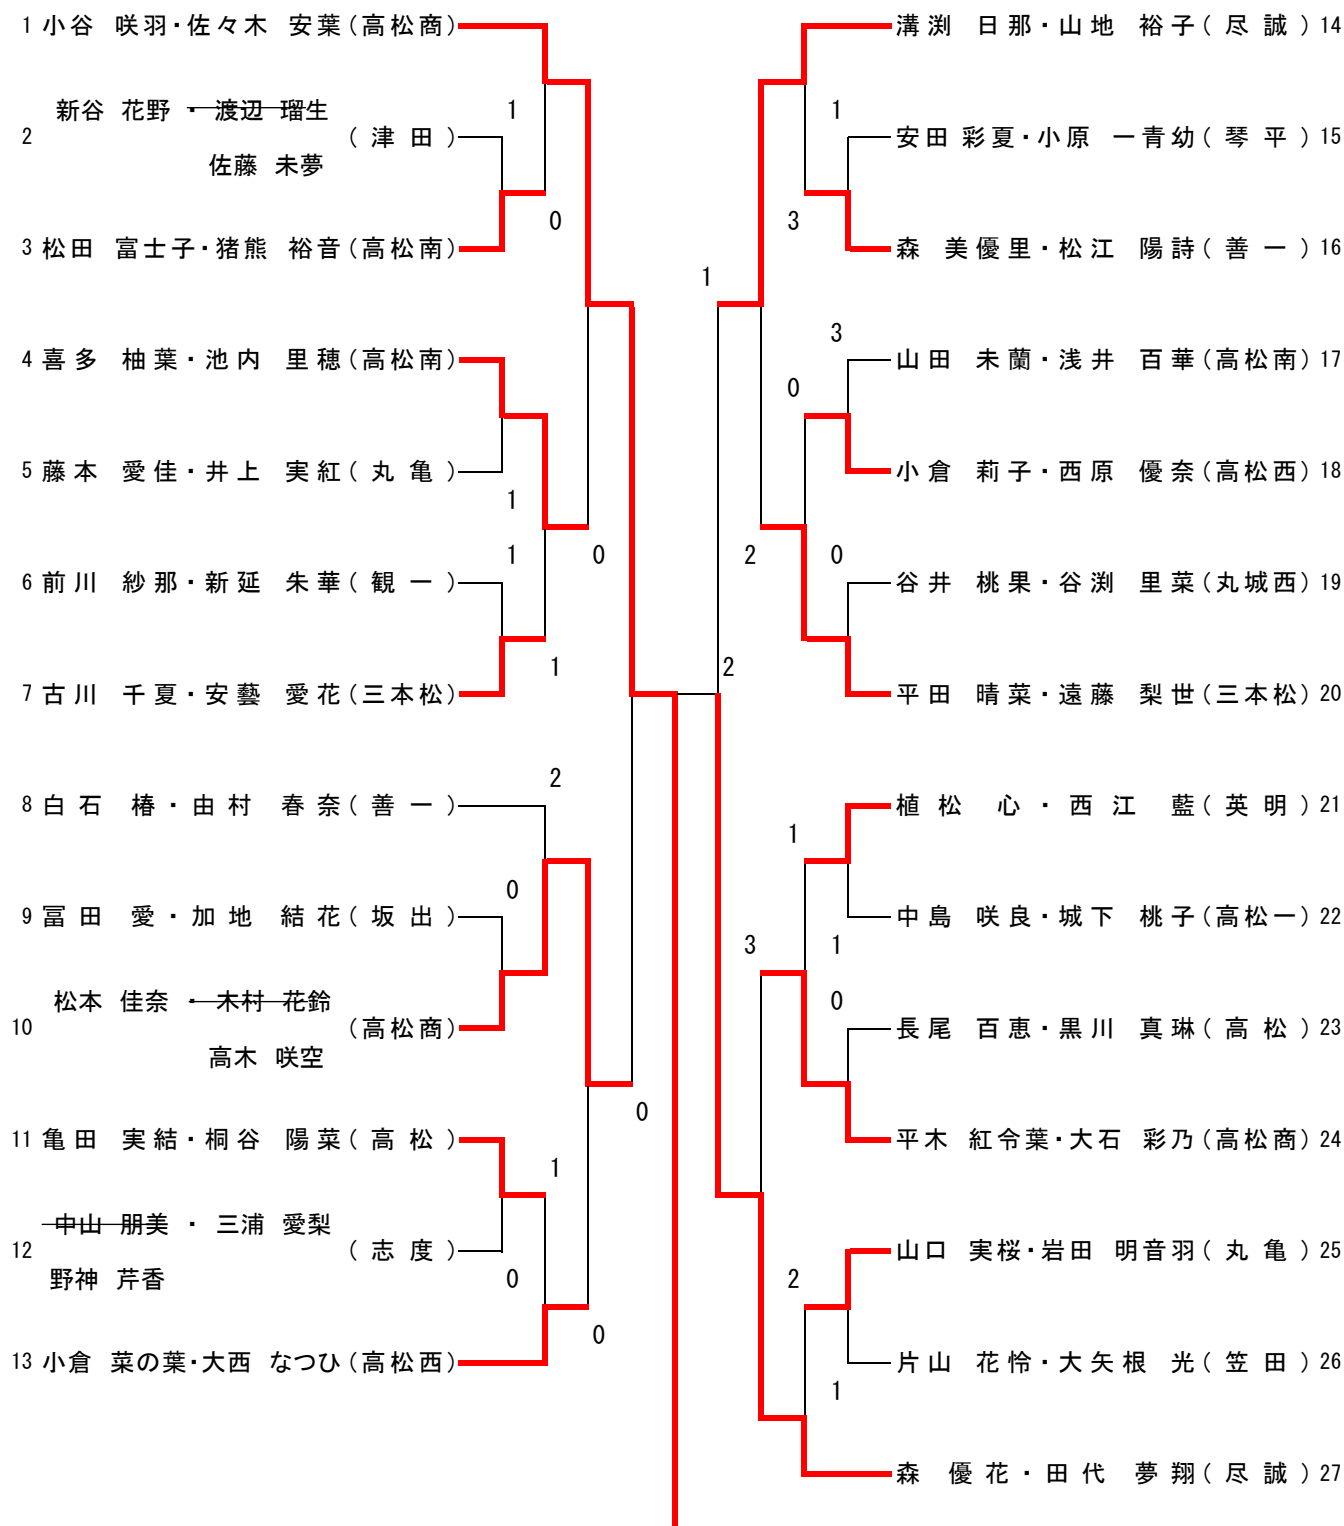 1 小谷 咲羽・佐々木 安葉(高松商)
新谷 花野 ・ 渡辺 瑠生
2 (津田)
佐藤 未夢
3 松田 富士子・猪熊 裕音(高松南)
4 喜多 柚葉・池内 里穂(高松南)
5 藤本 愛佳・井上 実紅(丸亀)
6 前川 紗那・新延 朱華(観一)
7 古川 千夏・安藝 愛花(三本松)
8 白石 椿・由村 春奈(善一)
9 冨田 愛・加地 結花(坂出)
松本 佳奈 ・ 木村 花鈴
10 (高松商)
高木 咲空
11 亀田 実結・桐谷 陽菜(高松)
中山 朋美 ・ 三浦 愛梨
12 (志度)
野神 芹香
13 小倉 菜の葉・大西 なつひ(高松西)
1
0
1
1
0
1
2
0
0
1
0
0
1
2
3
溝渕 日那・山地 裕子(尽誠) 14
安田 彩夏・小原 一青幼(琴平) 15
森 美優里・松江 陽詩(善一) 16
山田 未蘭・浅井 百華(高松南) 17
小倉 莉子・西原 優奈(高松西) 18
谷井 桃果・谷渕 里菜(丸城西) 19
平田 晴菜・遠藤 梨世(三本松) 20
植松 心・西江 藍(英明) 21
中島 咲良・城下 桃子(高松一) 22
長尾 百恵・黒川 真琳(高松) 23
平木 紅令葉・大石 彩乃(高松商) 24
山口 実桜・岩田 明音羽(丸亀) 25
片山 花怜・大矢根 光(笠田) 26
森 優花・田代 夢翔(尽誠) 27
1
3
3
0
2
0
1
1
0
2
1